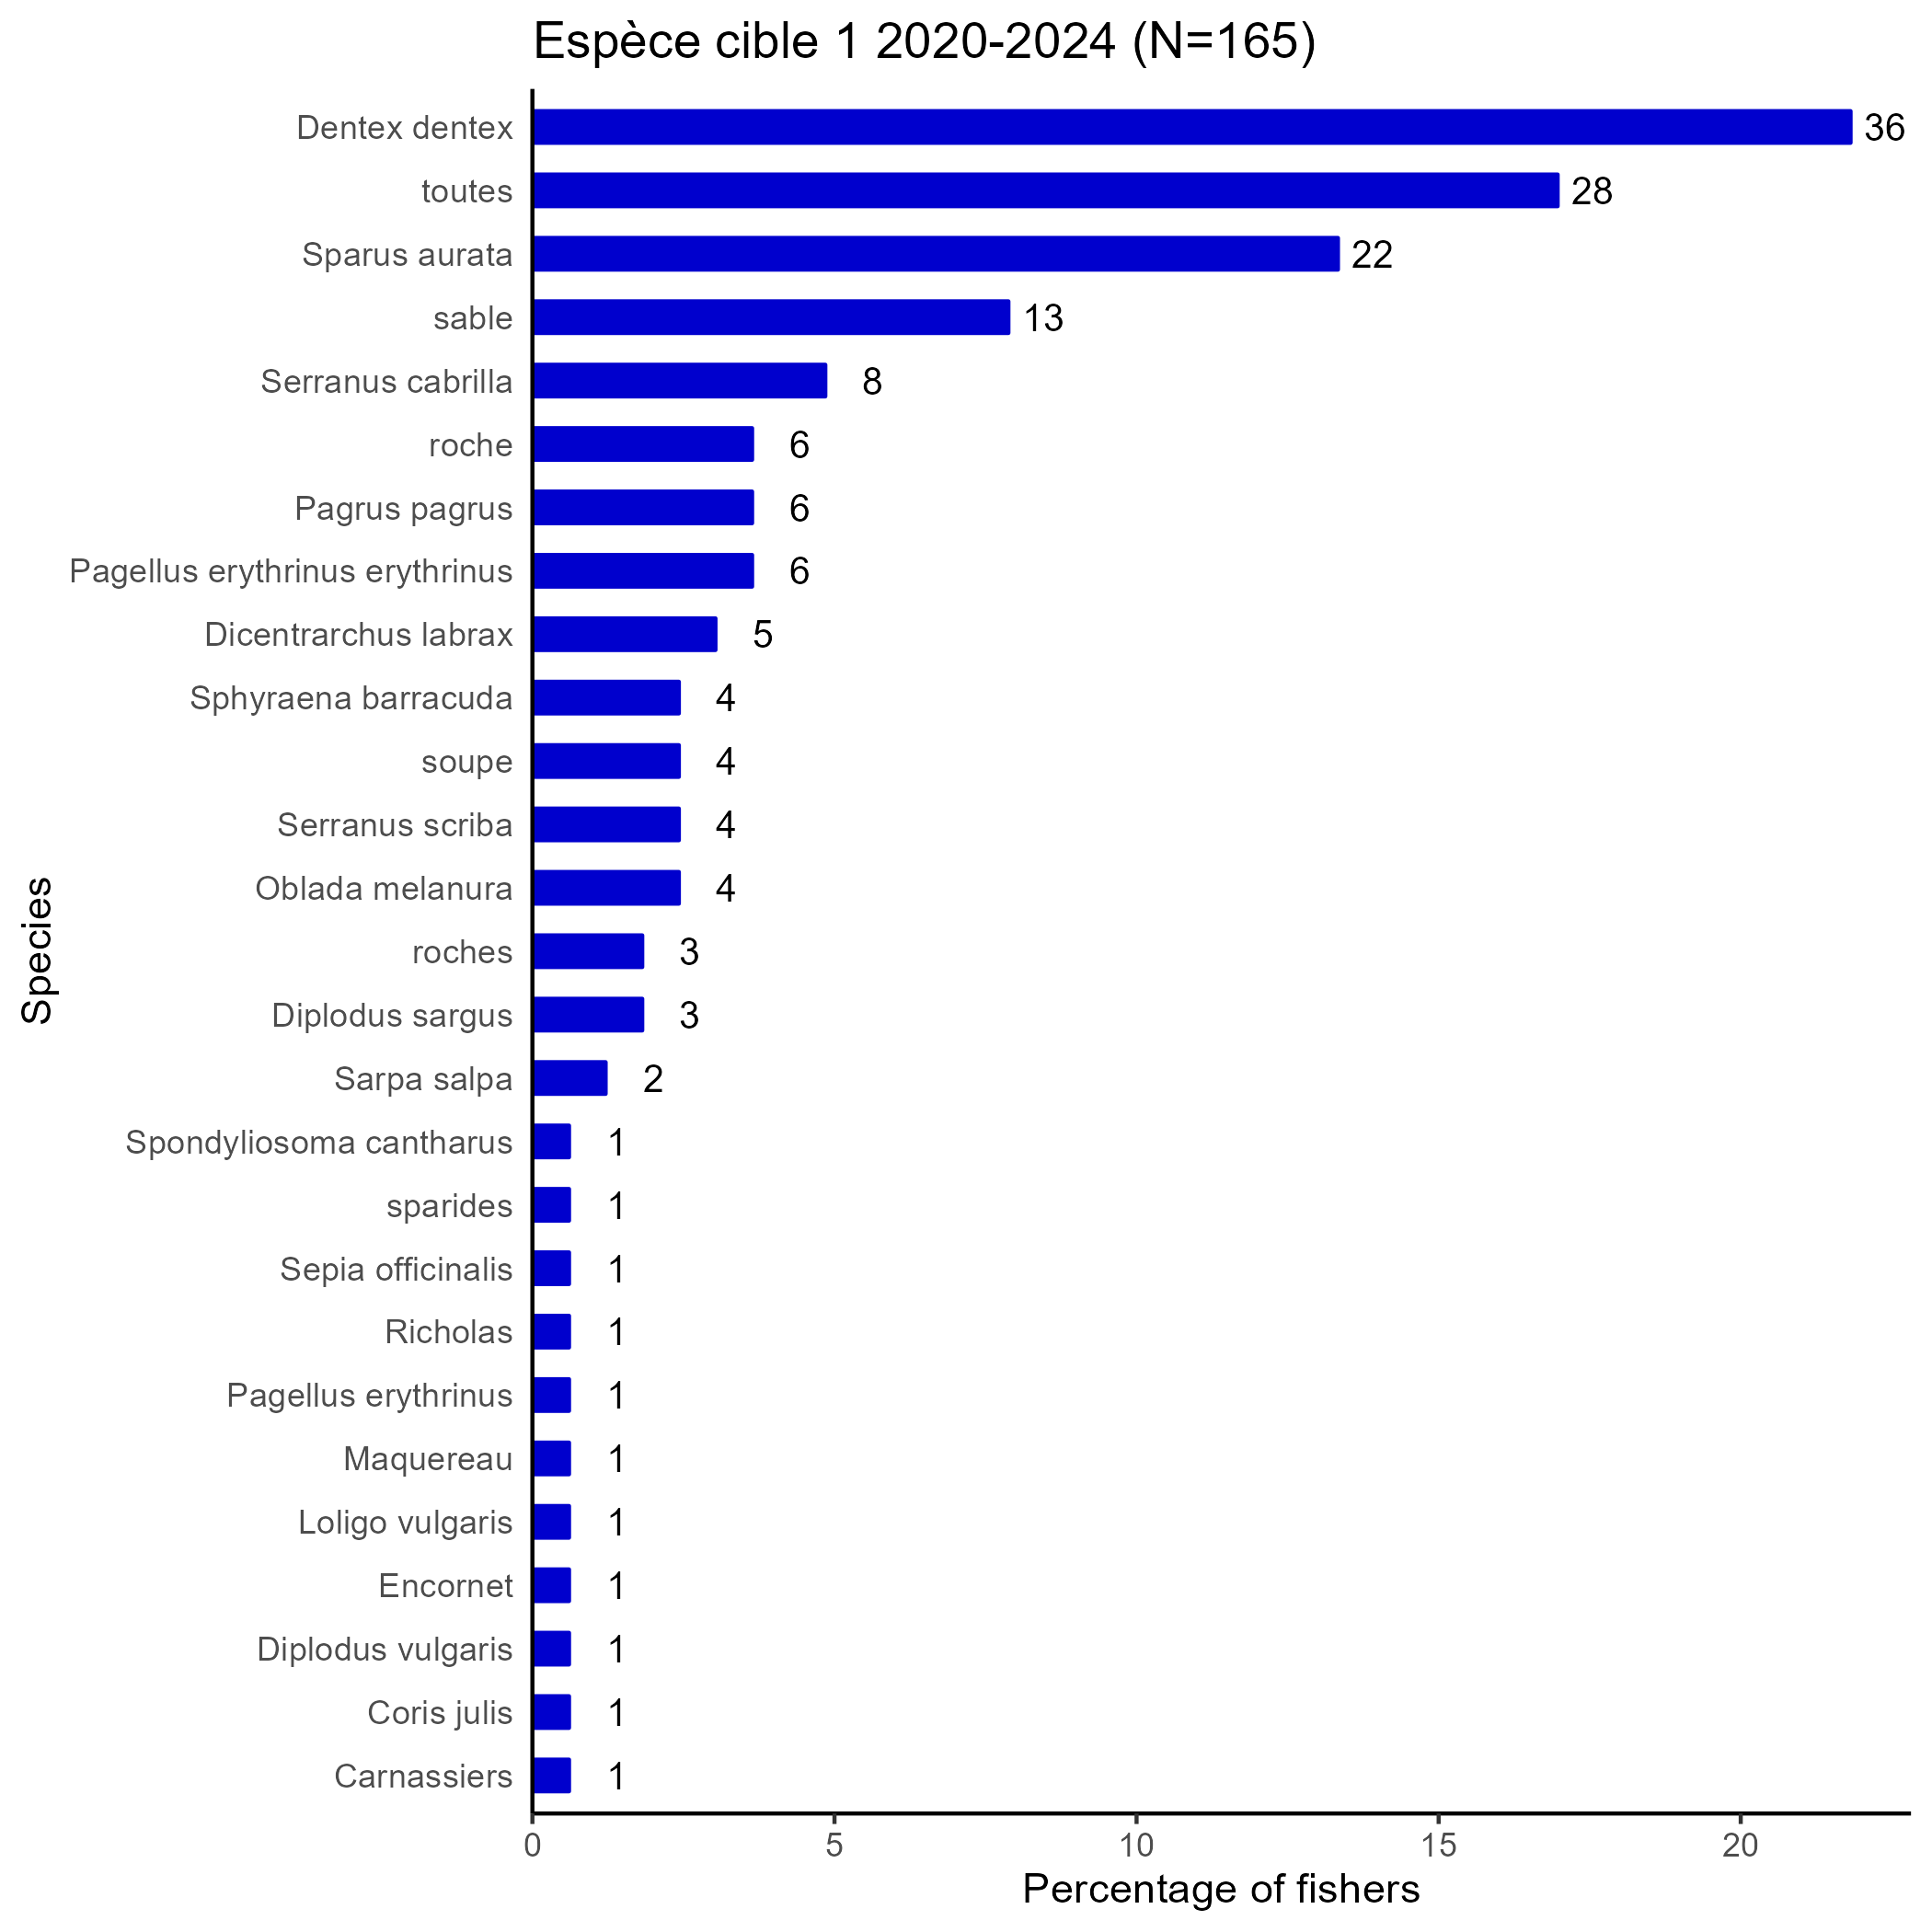 Espèce cible 1 2020-2024 (N=165)
Dentex dentex 36
toutes 28
Sparus aurata 22
sable 13
Serranus cabrilla 8
roche 6
Pagrus pagrus 6
Pagellus erythrinus erythrinus 6
Dicentrarchus labrax 5
Sphyraena barracuda 4
soupe 4
Serranus scriba 4
Oblada melanura 4
roches 3
Diplodus sargus 3
Sarpa salpa 2
Spondyliosoma cantharus 1
sparides 1
Sepia officinalis 1
Richolas 1
Pagellus erythrinus 1
Maquereau 1
Loligo vulgaris 1
Encornet 1
Diplodus vulgaris 1
Coris julis 1
Carnassiers 1
Species
0 5 10 15 20
Percentage of fishers